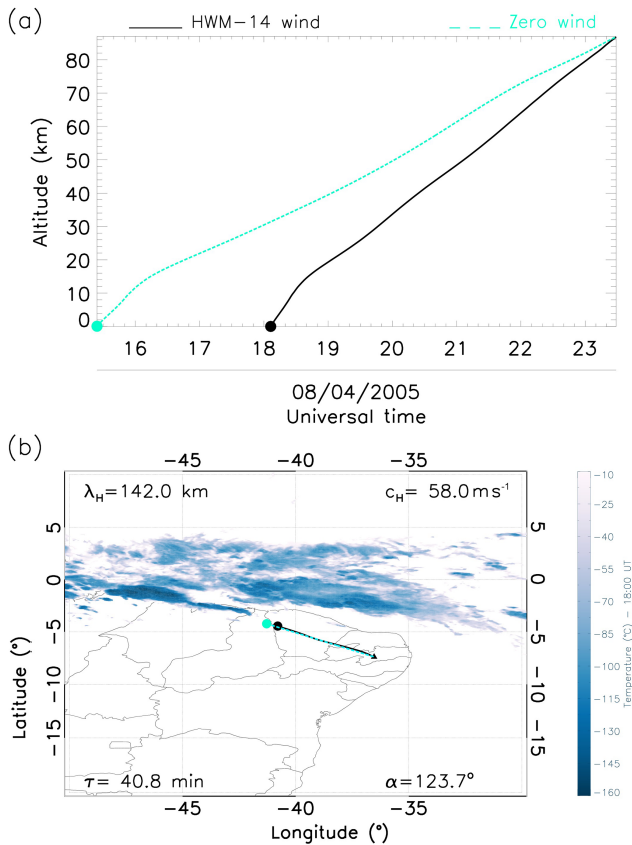 (a)
HWM-14 wind
Zero wind
80
70
60
50
40
30
20
10
0
Altitude (km)
16 17 18 19 20 21 22 23
08/04/2005
Universal time
(b)
-45 -40 -35
λH=142.0 km
cH= 58.0ms-1
5 5
0 0
-5 -5
-10 -10
-15 -15
Latitude (°)
τ= 40.8 min
α=123.7°
-45 -40 -35
Longitude (°)
-10
-25
-40
-55
-70
-85
-100
-115
-130
-145
-160
Temperature (°C) - 18:00 UT